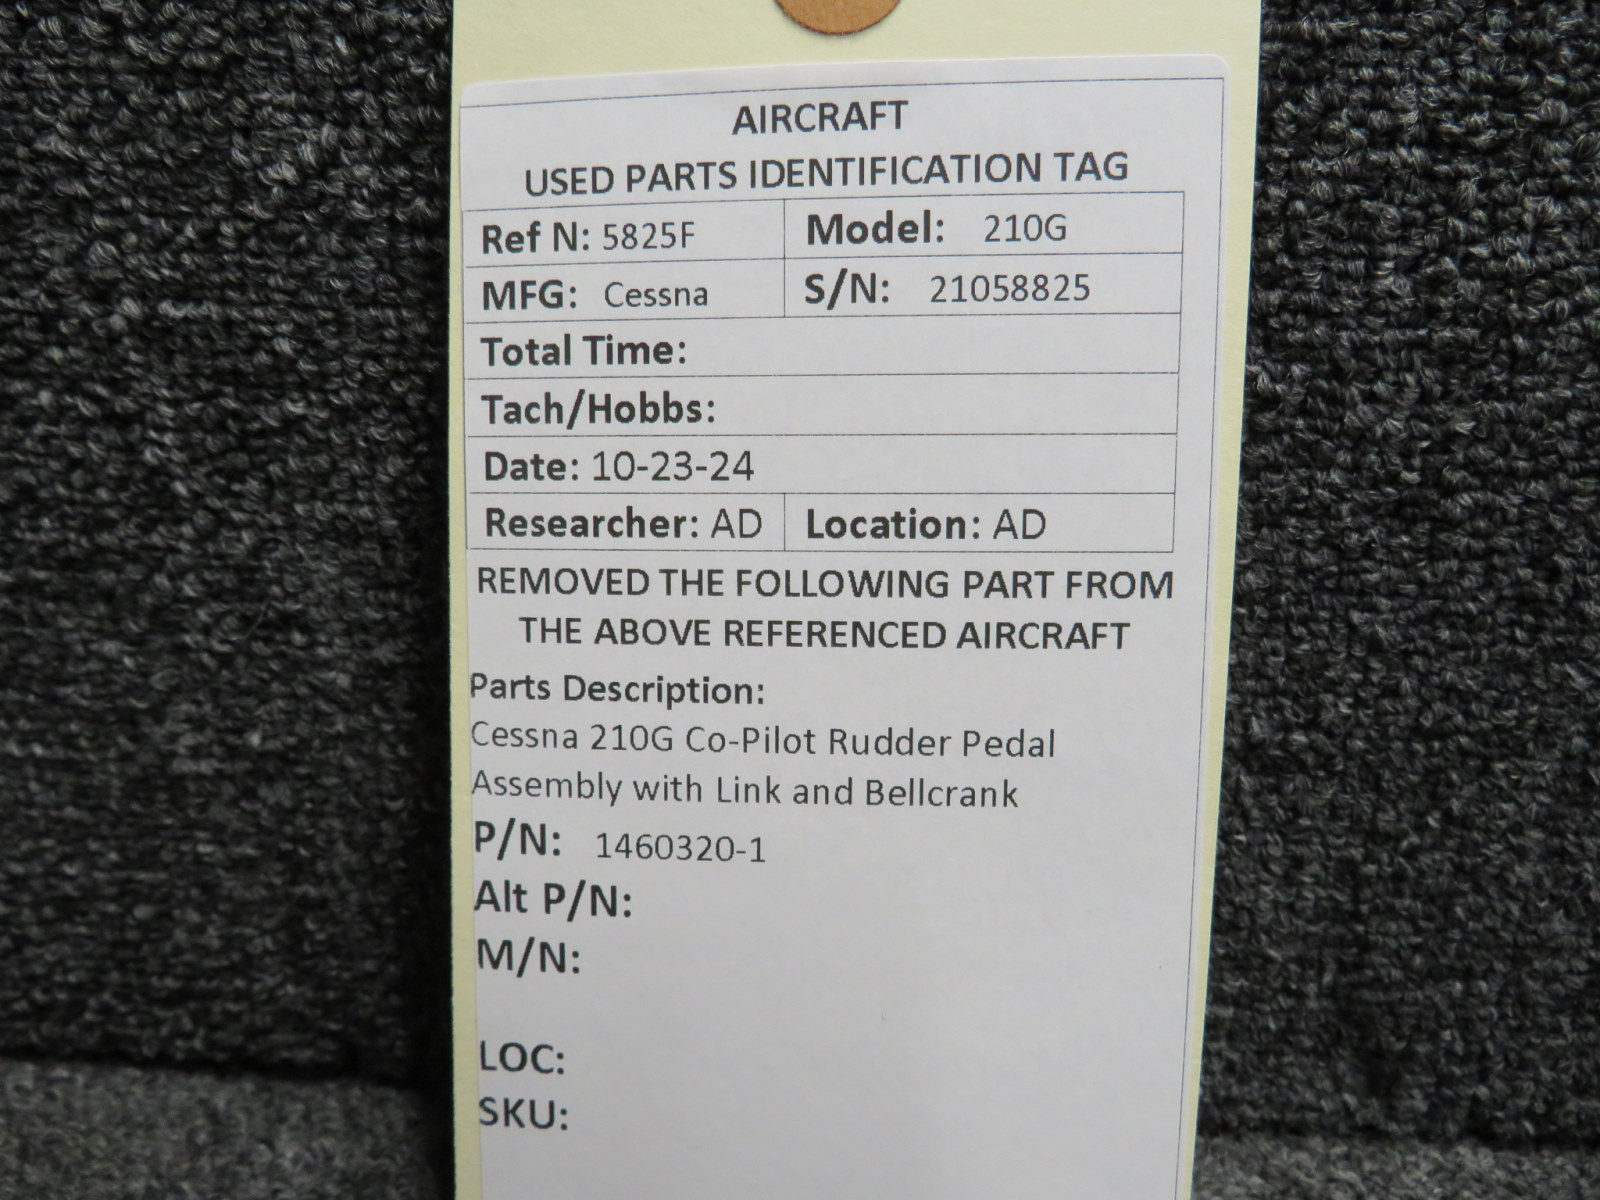 AIRCRAFT
USED PARTS IDENTIFICATION TAG
Ref N: 5825F Model: 210G
MFG: Cessna S/N: 21058825
Total Time:
Tach/Hobbs:
Date: 10-23-24
Researcher: AD Location: AD
REMOVED THE FOLLOWING PART FROM
THE ABOVE REFERENCED AIRCRAFT
Parts Description:
Cessna 210G Co-Pilot Rudder Pedal
Assembly with Link and Bellcrank
P/N: 1460320-1
Alt P/N:
M/N:
LOC:
SKU: